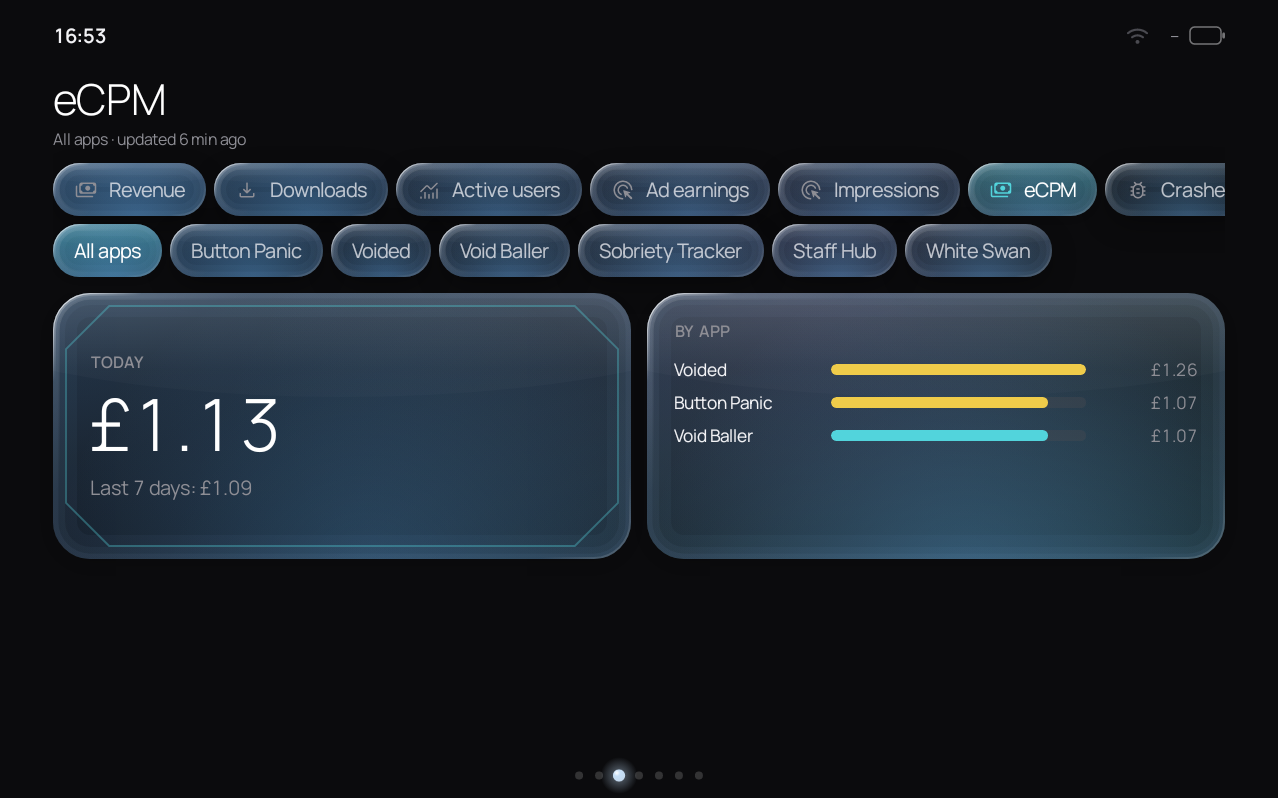 16:53
–
eCPM
All apps · updated 6 min ago
Revenue Downloads Active users Ad earnings Impressions eCPM Crashe
All apps Button Panic Voided Void Baller Sobriety Tracker Staff Hub White Swan
TODAY
£1.13
Last 7 days: £1.09
BY APP
Voided £1.26
Button Panic £1.07
Void Baller £1.07